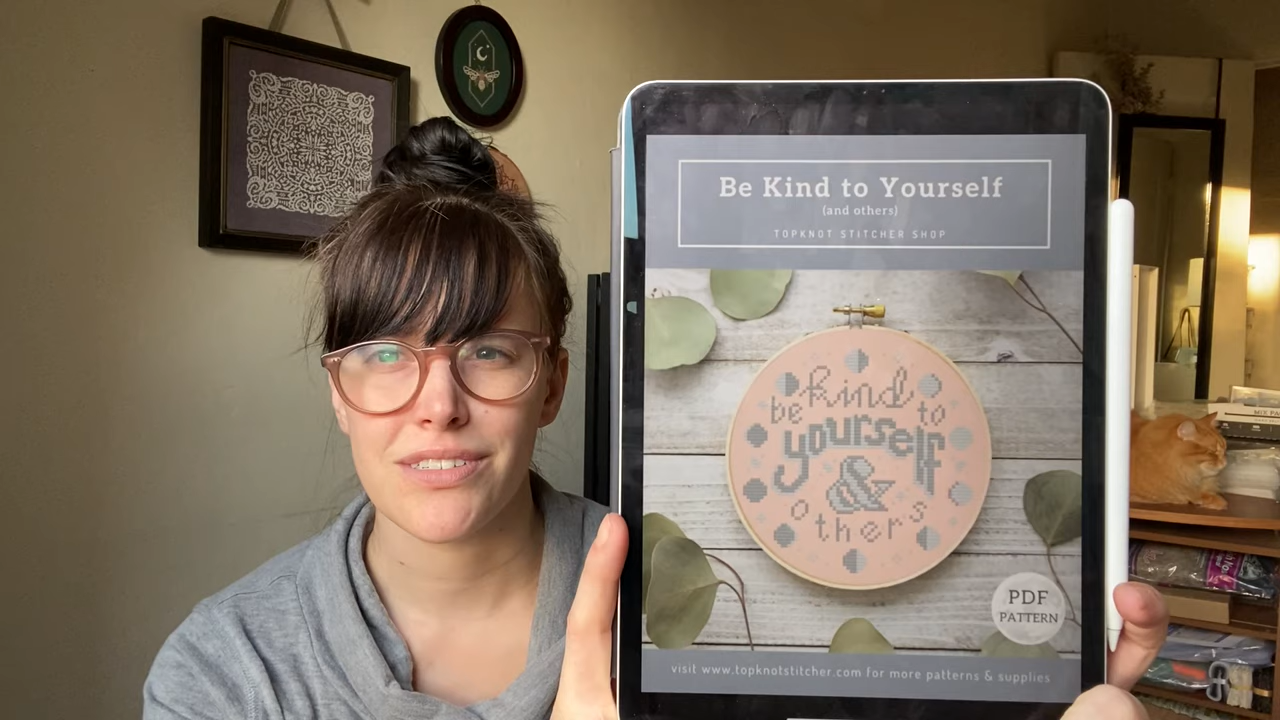 Be Kind to Yourself
(and others)
TOPKNOT STITCHER SHOP
be kind to
yourself
&
others
PDF
PATTERN
visit www.topknotstitcher.com for more patterns & supplies